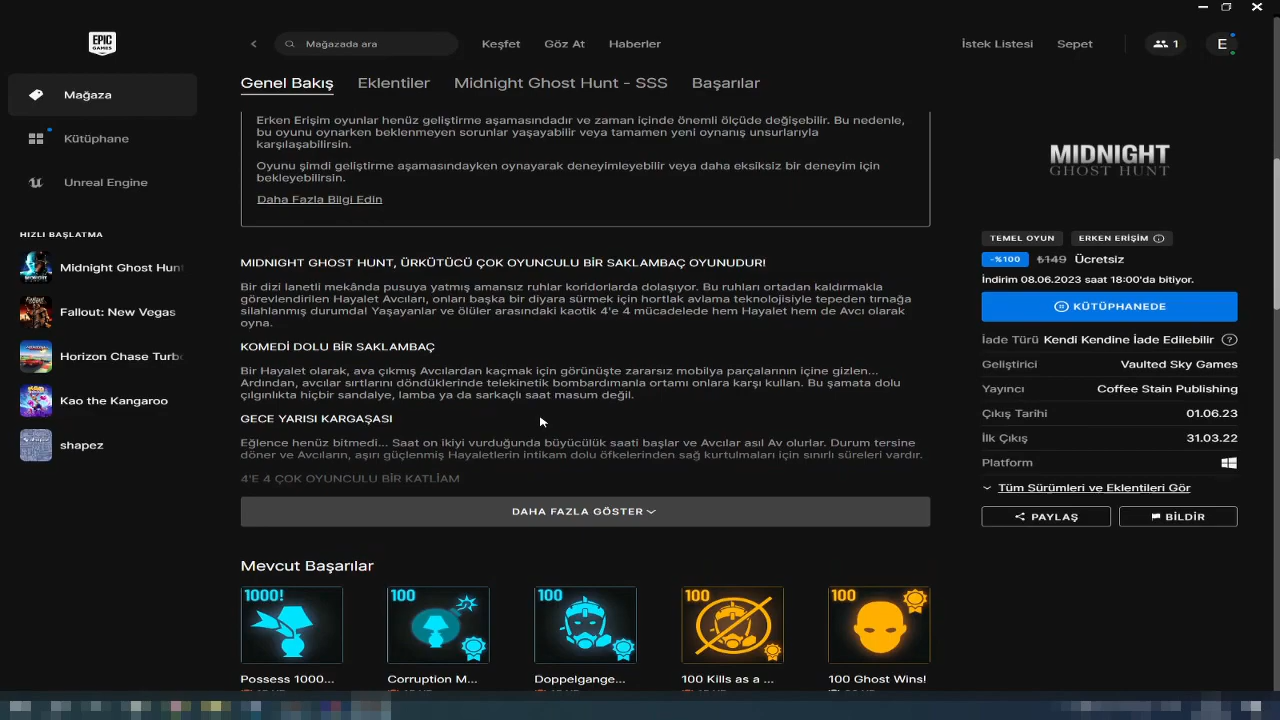 EPIC
GAMES
Mağazada ara
Keşfet
Göz At
Haberler
İstek Listesi
Sepet
1
E
Mağaza
Kütüphane
Unreal Engine
HIZLI BAŞLATMA
Midnight Ghost Hunt
Fallout: New Vegas
Horizon Chase Turbo
Kao the Kangaroo
shapez
Genel Bakış
Eklentiler
Midnight Ghost Hunt - SSS
Başarılar
Erken Erişim oyunlar henüz geliştirme aşamasındadır ve zaman içinde önemli ölçüde değişebilir. Bu nedenle,
bu oyunu oynarken beklenmeyen sorunlar yaşayabilir veya tamamen yeni oynanış unsurlarıyla
karşılaşabilirsin.
Oyunu şimdi geliştirme aşamasındayken oynayarak deneyimleyebilir veya daha eksiksiz bir deneyim için
bekleyebilirsin.
Daha Fazla Bilgi Edin
MIDNIGHT GHOST HUNT, ÜRKÜTÜCÜ ÇOK OYUNCULU BİR SAKLAMBAÇ OYUNUDUR!
Bir dizi lanetli mekânda pusuya yatmış amansız ruhlar koridorlarda dolaşıyor. Bu ruhları ortadan kaldırmakla
görevlendirilen Hayalet Avcıları, onları başka bir diyara sürmek için hortlak avlama teknolojisiyle tepeden tırnağa
silahlanmış durumda! Yaşayanlar ve ölüler arasındaki kaotik 4'e 4 mücadelede hem Hayalet hem de Avcı olarak
oyna.
KOMEDİ DOLU BİR SAKLAMBAÇ
Bir Hayalet olarak, ava çıkmış Avcılardan kaçmak için görünüşte zararsız mobilya parçalarının içine gizlen...
Ardından, avcılar sırtlarını döndüklerinde telekinetik bombardımanla ortamı onlara karşı kullan. Bu şamata dolu
çılgınlıkta hiçbir sandalye, lamba ya da sarkaçlı saat masum değil.
GECE YARISI KARGAŞASI
Eğlence henüz bitmedi... Saat on ikiyi vurduğunda büyücülük saati başlar ve Avcılar asıl Av olurlar. Durum tersine
döner ve Avcıların, aşırı güçlenmiş Hayaletlerin intikam dolu öfkelerinden sağ kurtulmaları için sınırlı süreleri vardır.
4'E 4 ÇOK OYUNCULU BİR KATLİAM
DAHA FAZLA GÖSTER
Mevcut Başarılar
1000!
100
100
100
100
Possess 1000...
Corruption M...
Doppelgange...
100 Kills as a ...
100 Ghost Wins!
MIDNIGHT
GHOST HUNT
TEMEL OYUN
ERKEN ERİŞİM
-%100 ₺149 Ücretsiz
İndirim 08.06.2023 saat 18:00'da bitiyor.
KÜTÜPHANEDE
İade Türü Kendi Kendine İade Edilebilir
Geliştirici Vaulted Sky Games
Yayıncı Coffee Stain Publishing
Çıkış Tarihi 01.06.23
İlk Çıkış 31.03.22
Platform
Tüm Sürümleri ve Eklentileri Gör
PAYLAŞ
BİLDİR